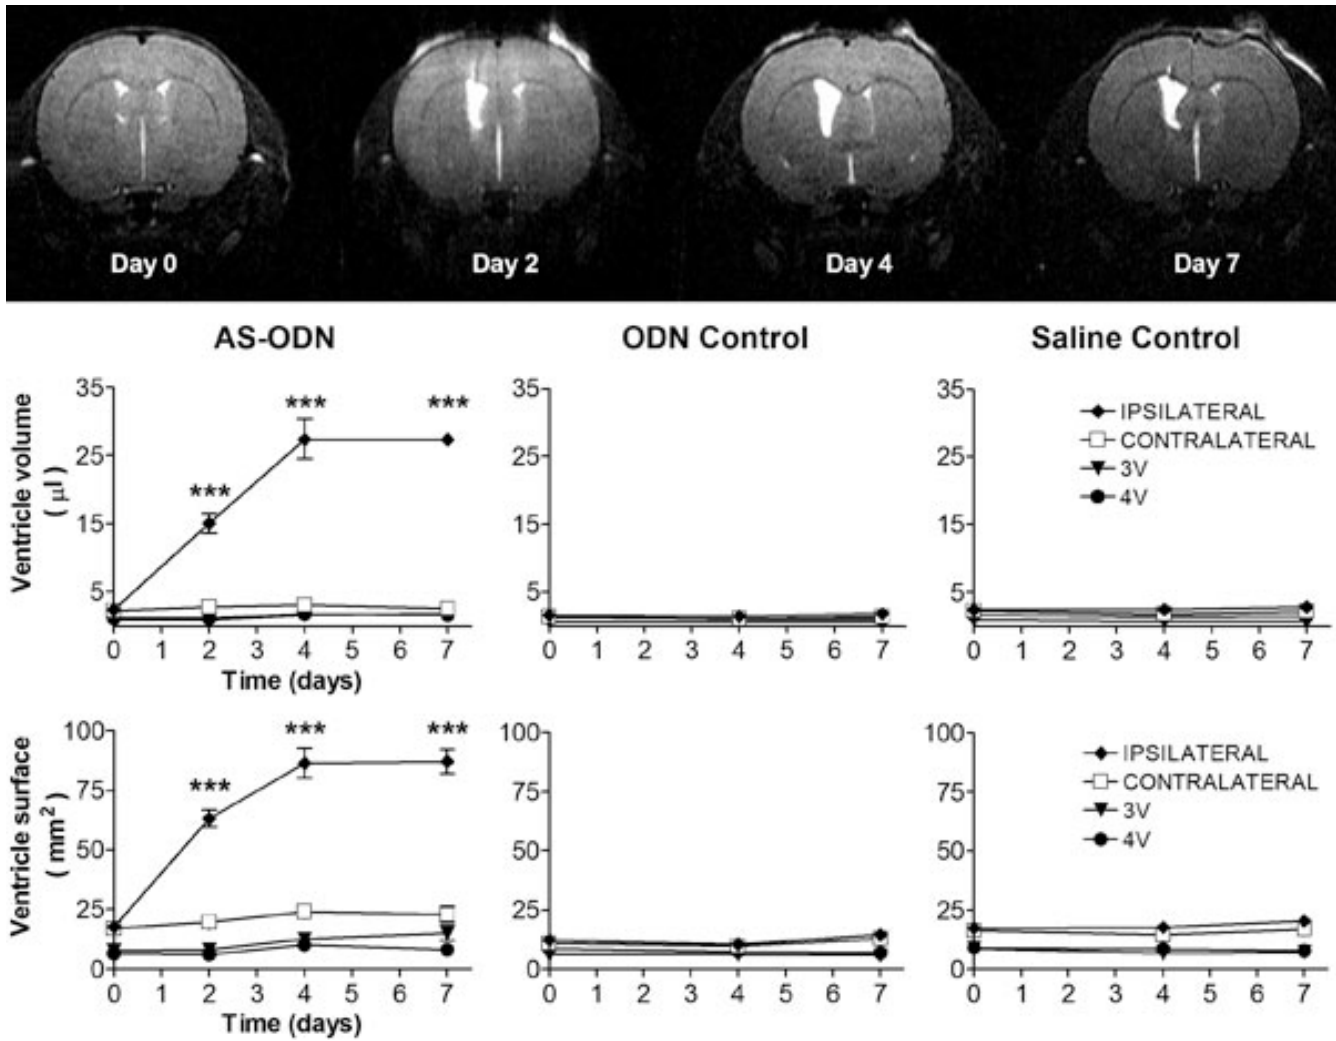 Day 0 Day 2 Day 4 Day 7
AS-ODN ODN Control Saline Control
Ventricle volume
( µl )
35
25
15
5
***
***
***
0 1 2 3 4 5 6 7
Time (days)
35
25
15
5
0 1 2 3 4 5 6 7
35
25
15
5
IPSILATERAL
CONTRALATERAL
3V
4V
0 1 2 3 4 5 6 7
Ventricle surface
( mm²)
100
75
50
25
0
***
***
***
0 1 2 3 4 5 6 7
Time (days)
100
75
50
25
0
0 1 2 3 4 5 6 7
100
75
50
25
0
IPSILATERAL
CONTRALATERAL
3V
4V
0 1 2 3 4 5 6 7